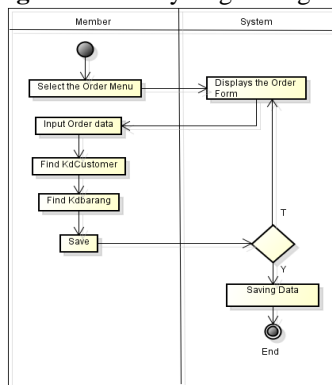 Member
System
Select the Order Menu
Displays the Order
Form
Input Order data
Find KdCustomer
Find Kdbarang
Save
T
Y
Saving Data
End